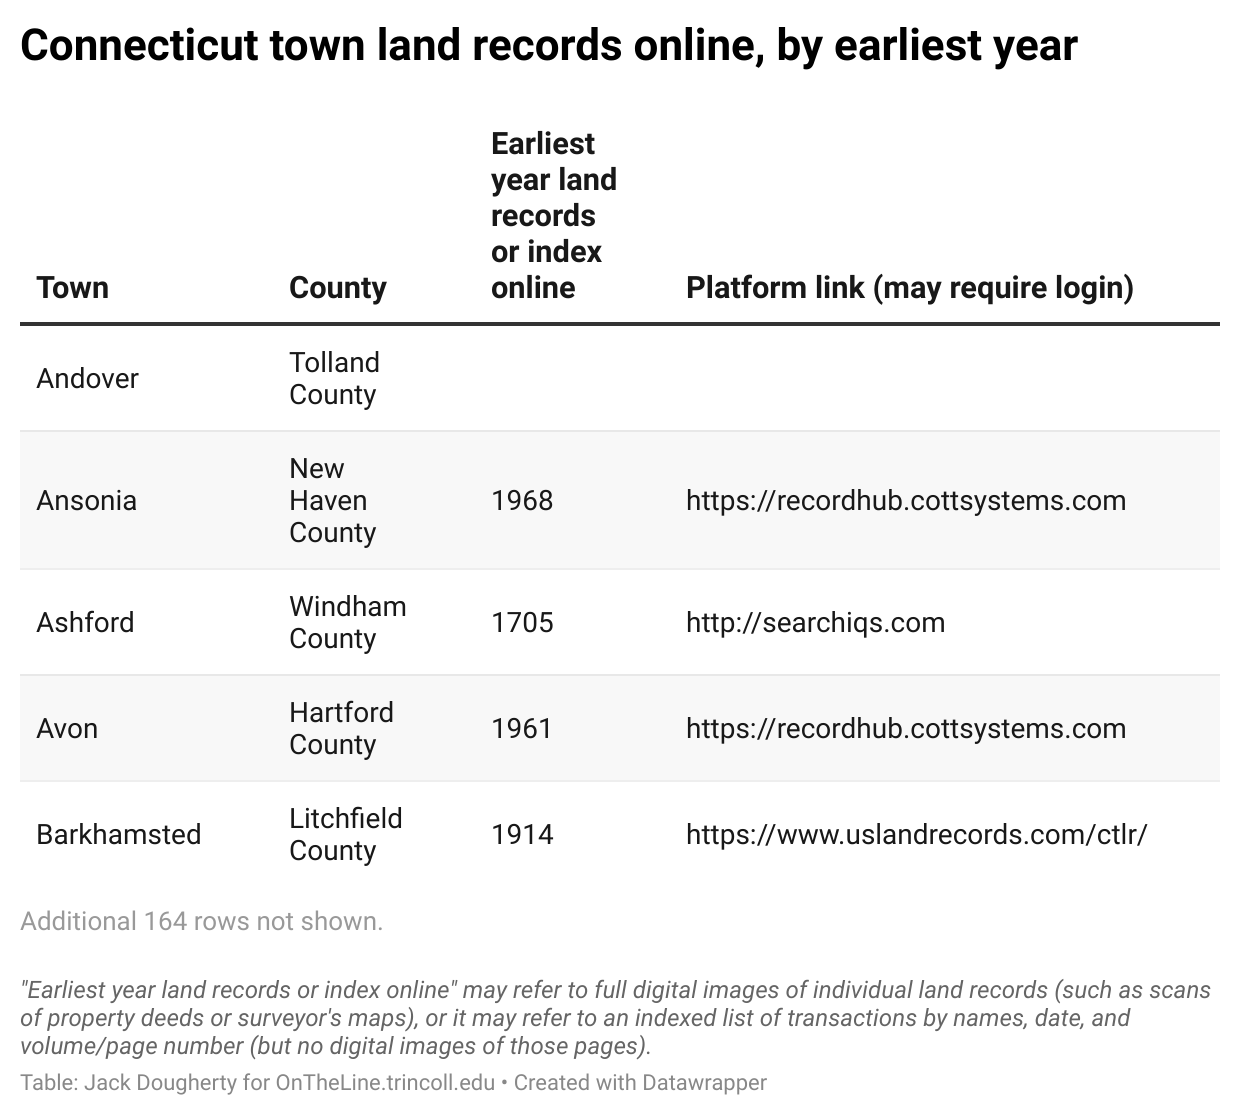 Connecticut town land records online, by earliest year
Town
County
Earliest
year land
records
or index
online
Platform link (may require login)
Andover
Tolland
County
Ansonia
New
Haven
County
1968
https://recordhub.cottsystems.com
Ashford
Windham
County
1705
http://searchiqs.com
Avon
Hartford
County
1961
https://recordhub.cottsystems.com
Barkhamsted
Litchfield
County
1914
https://www.uslandrecords.com/ctlr/
Additional 164 rows not shown.
"Earliest year land records or index online" may refer to full digital images of individual land records (such as scans
of property deeds or surveyor's maps), or it may refer to an indexed list of transactions by names, date, and
volume/page number (but no digital images of those pages).
Table: Jack Dougherty for OnTheLine.trincoll.edu • Created with Datawrapper